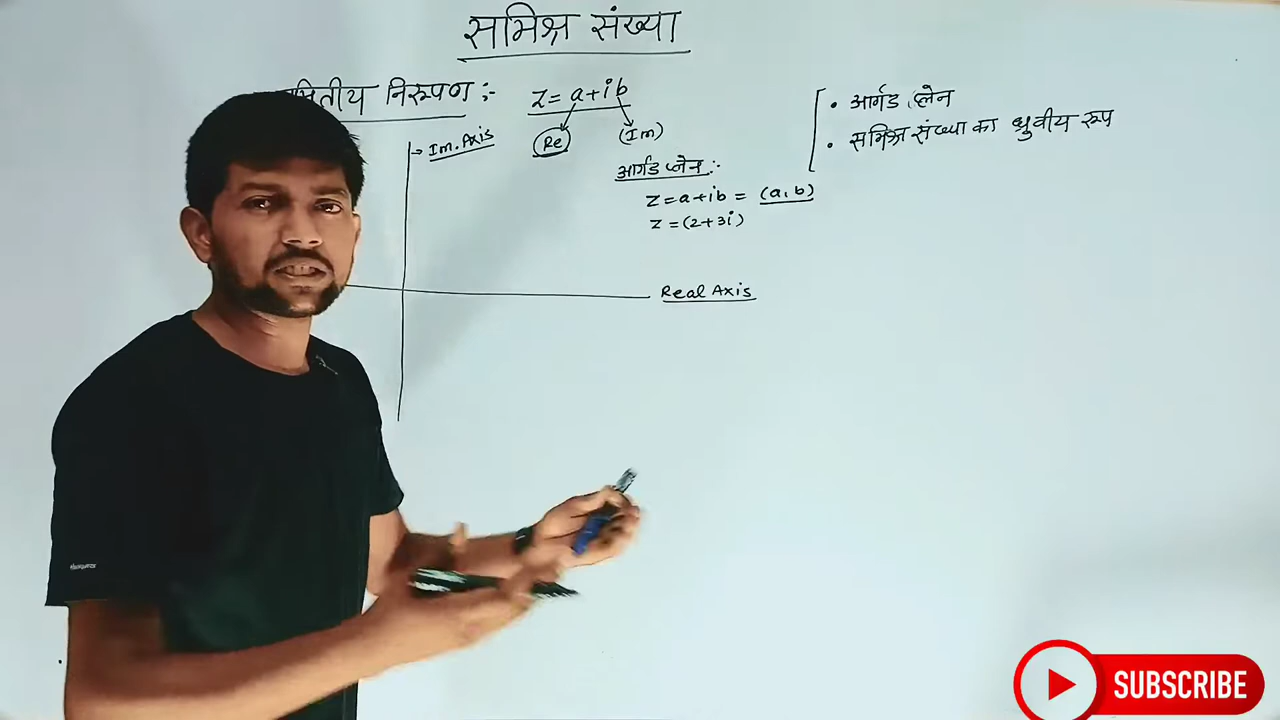 समिश्र संख्या
निरूपण :-
z = a+ib
(Re)
(Im)
→ Im. Axis
आर्गंड प्लेन :-
z = a+ib = (a, b)
z = (2+3i)
Real Axis
• आर्गंड प्लेन
• समिश्र संख्या का ध्रुवीय रूप
SUBSCRIBE